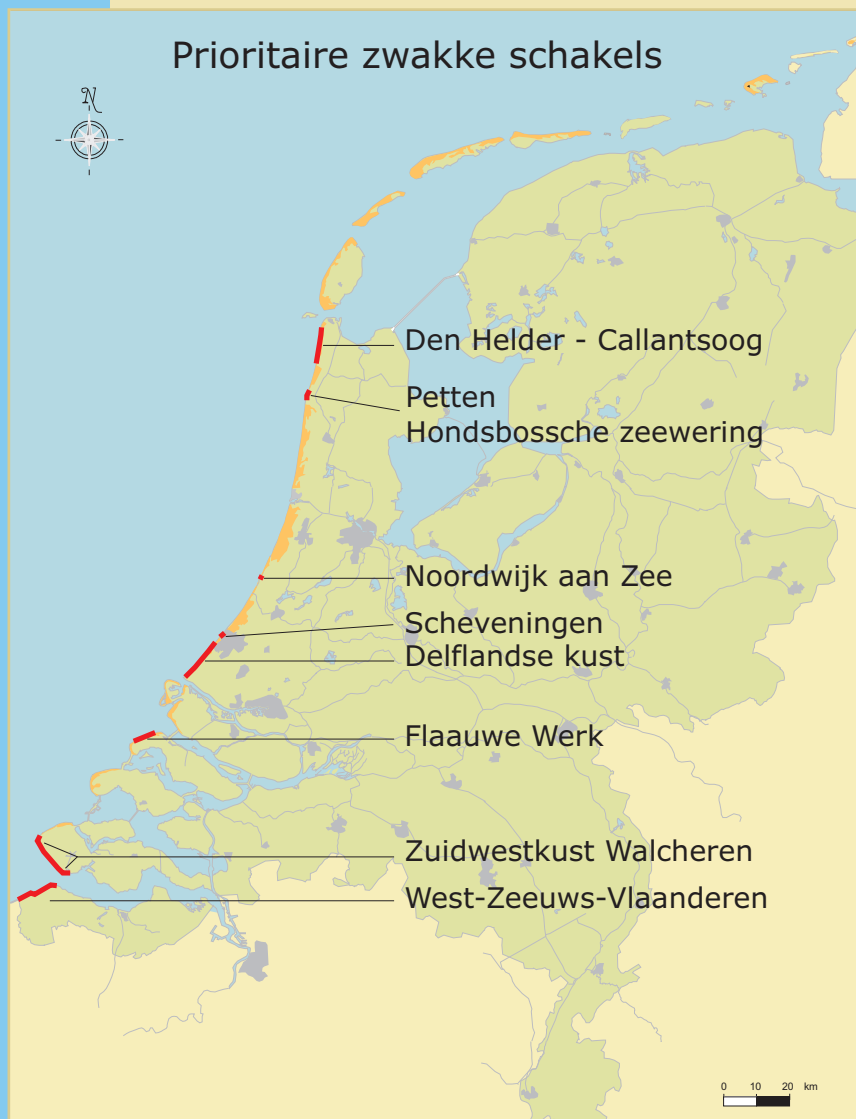 Prioritaire zwakke schakels
N
Den Helder - Callantsoog
Petten
Hondsbossche zeewering
Noordwijk aan Zee
Scheveningen
Delflandse kust
Flaauwe Werk
Zuidwestkust Walcheren
West-Zeeuws-Vlaanderen
0 10 20 km